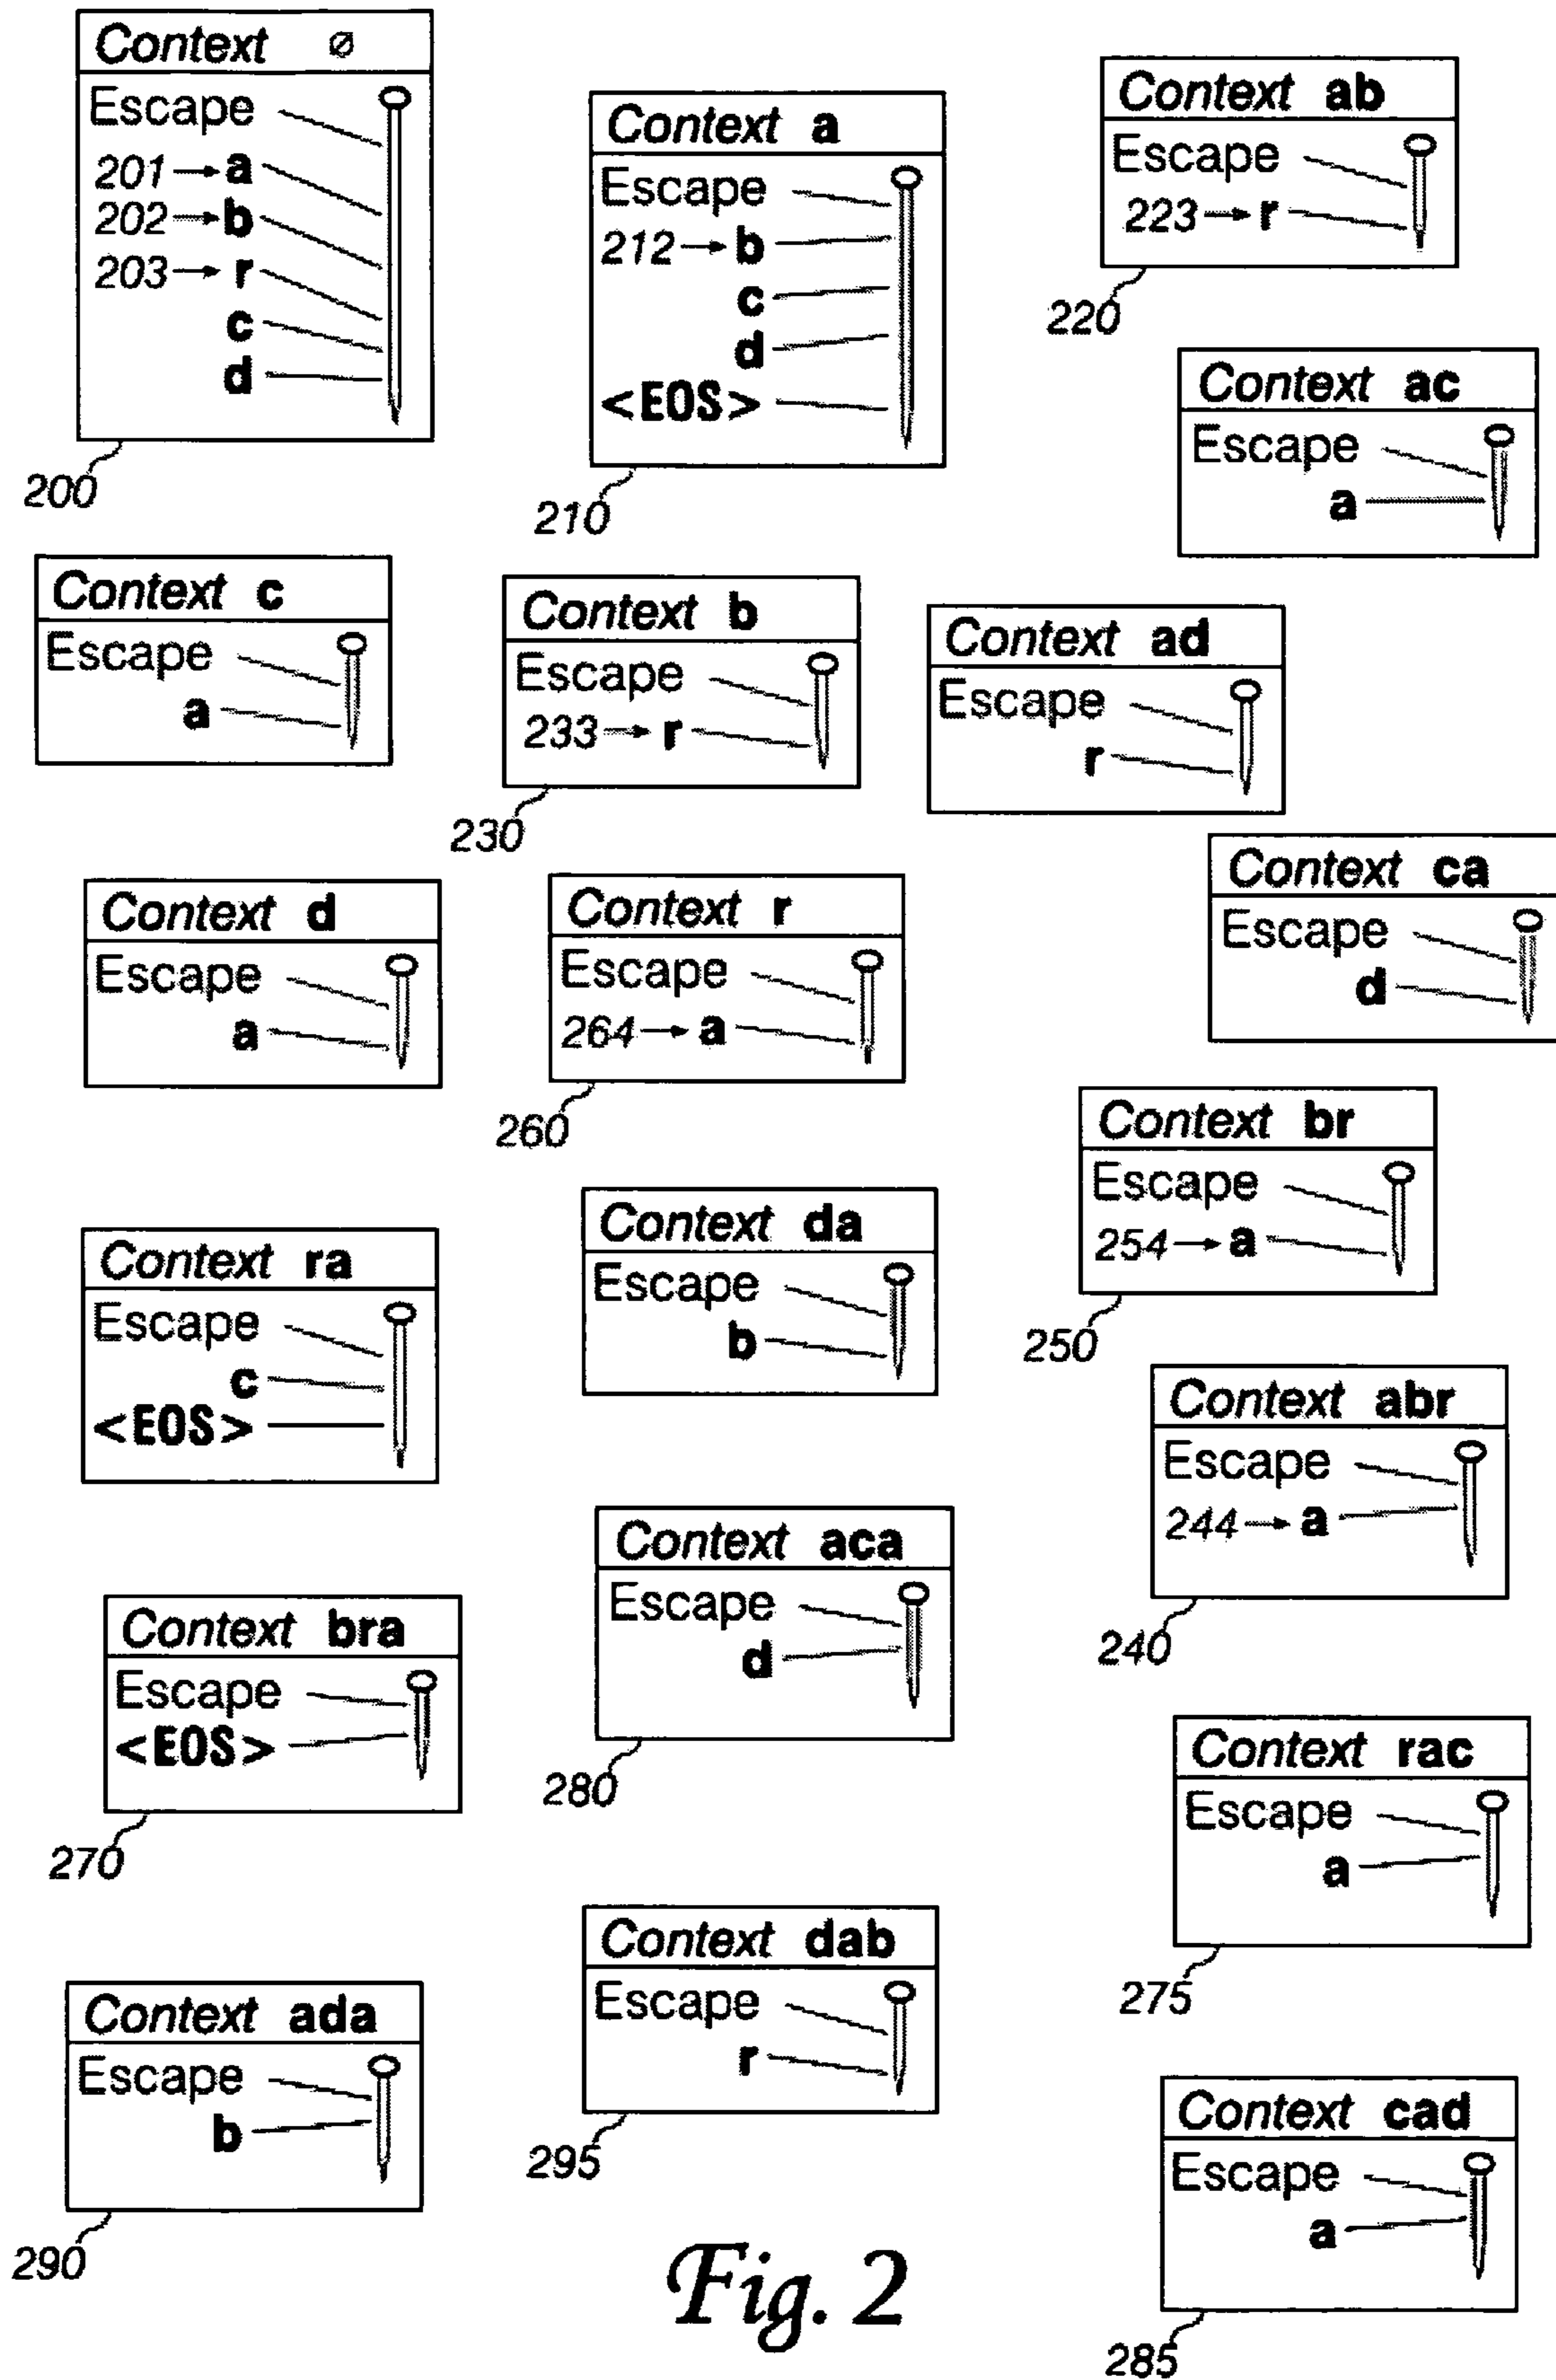 Context ø
Escape
201→a
202→b
203→r
c
d
200
Context a
Escape
212→b
c
d
<EOS>
210
Context ab
Escape
223→r
220
Context ac
Escape
a
Context c
Escape
a
Context b
Escape
233→r
230
Context ad
Escape
r
Context ca
Escape
d
Context d
Escape
a
Context r
Escape
264→a
260
Context br
Escape
254→a
250
Context ra
Escape
c
<EOS>
Context da
Escape
b
Context abr
Escape
244→a
240
Context bra
Escape
<EOS>
270
Context aca
Escape
d
280
Context rac
Escape
a
275
Context ada
Escape
b
290
Context dab
Escape
r
295
Context cad
Escape
a
285
Fig. 2